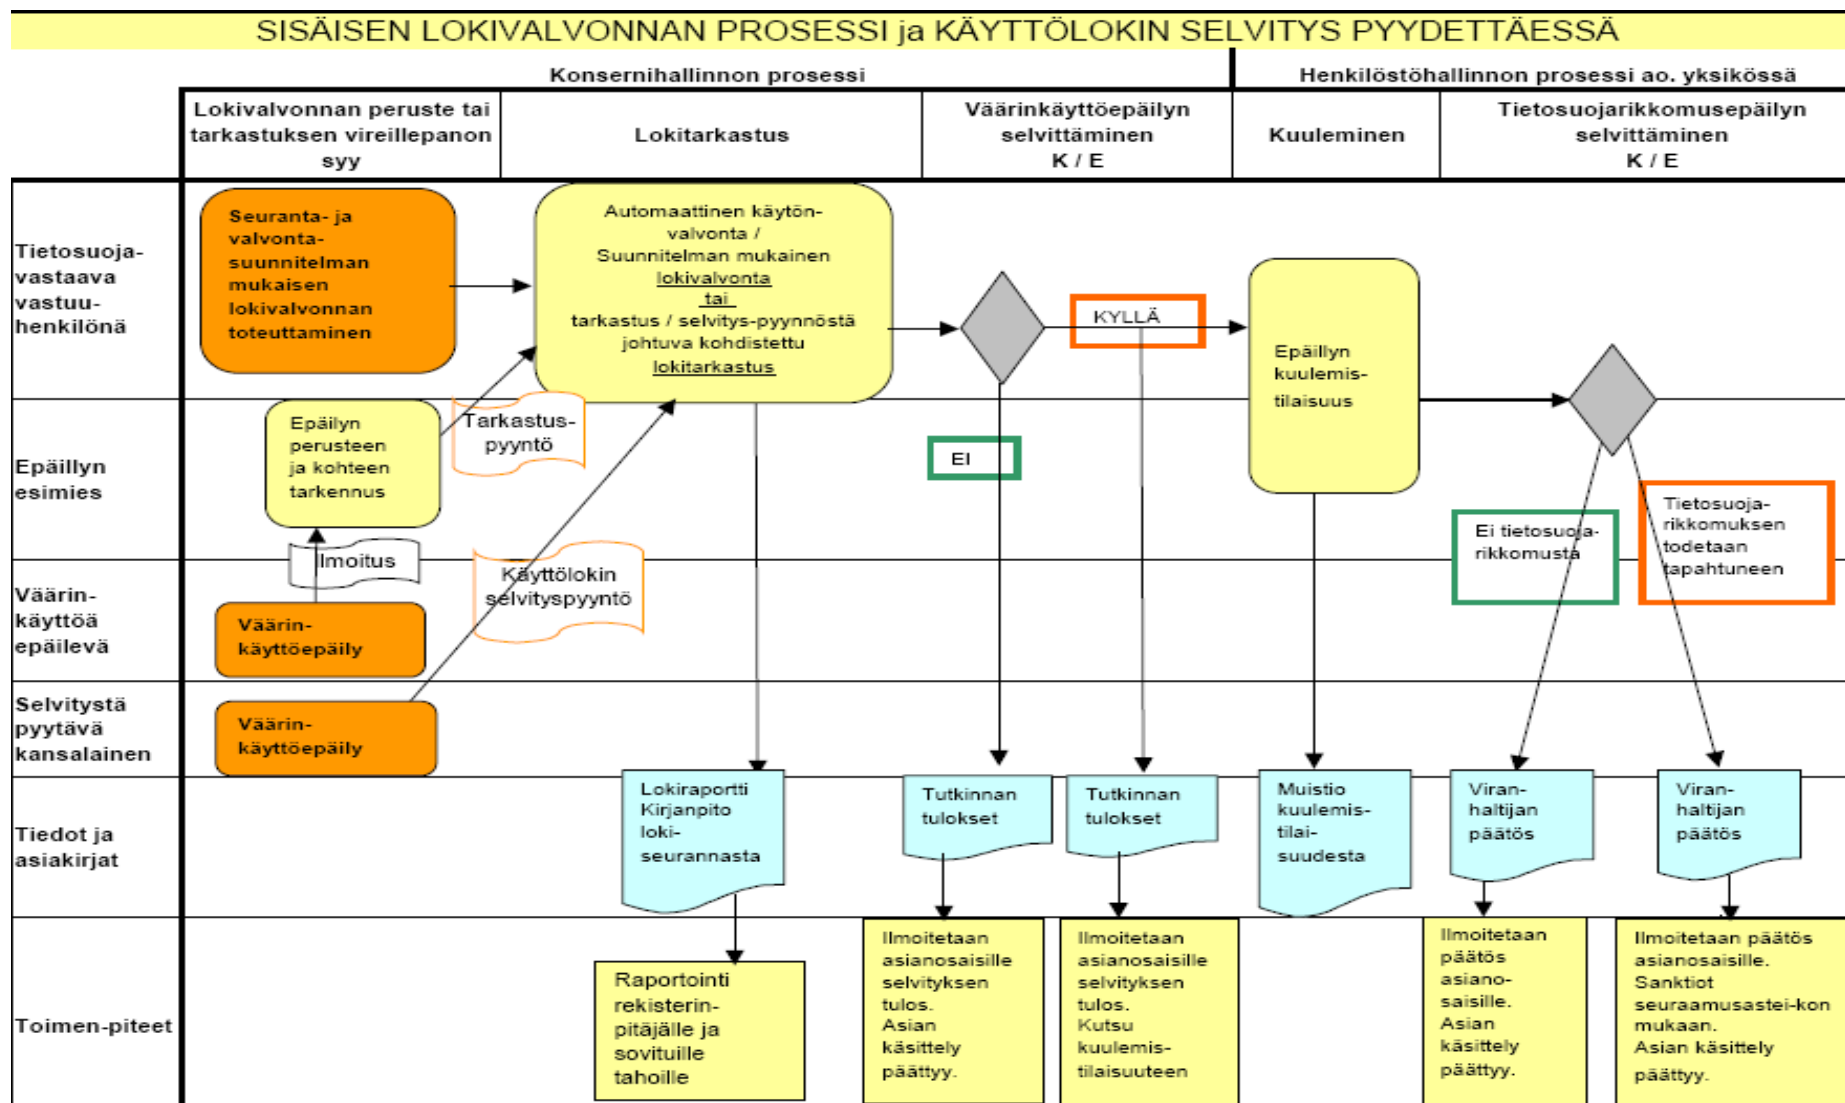 SISÄISEN LOKIVALVONNAN PROSESSI ja KÄYTTÖLOKIN SELVITYS PYYDETTÄESSÄ
Konsernihallinnon prosessi
Henkilöstöhallinnon prosessi ao. yksikössä
Lokivalvonnan peruste tai
tarkastuksen vireillepanon
syy
Lokitarkastus
Väärinkäyttöepäilyn
selvittäminen
K / E
Kuuleminen
Tietosuojarikkomusepäilyn
selvittäminen
K / E
Tietosuoja-
vastaava
vastuu-
henkilönä
Seuranta- ja
valvonta-
suunnitelman
mukaisen
lokivalvonnan
toteuttaminen
Automaattinen käytön-
valvonta /
Suunnitelman mukainen
lokivalvonta
tai
tarkastus / selvitys-pyynnöstä
johtuva kohdistettu
lokitarkastus
KYLLÄ
Epäillyn
kuulemis-
tilaisuus
Epäillyn
esimies
Epäilyn
perusteen
ja kohteen
tarkennus
Tarkastus-
pyyntö
EI
Ei tietosuoja-
rikkomusta
Tietosuoja-
rikkomuksen
todetaan
tapahtuneen
Ilmoitus
Käyttölokin
selvityspyyntö
Väärin-
käyttöä
epäilevä
Väärin-
käyttöepäily
Selvitystä
pyytävä
kansalainen
Väärin-
käyttöepäily
Tiedot ja
asiakirjat
Lokiraportti
Kirjanpito
loki-
seurannasta
Tutkinnan
tulokset
Tutkinnan
tulokset
Muistio
kuulemis-
tilai-
suudesta
Viran-
haltijan
päätös
Viran-
haltijan
päätös
Toimen-piteet
Raportointi
rekisterin-
pitäjälle ja
sovituille
tahoille
Ilmoitetaan
asianosaisille
selvityksen
tulos.
Asian
käsittely
päättyy.
Ilmoitetaan
asianosaisille
selvityksen
tulos.
Kutsu
kuulemis-
tilaisuuteen
Ilmoitetaan
päätös
asiano-
saisille.
Asian
käsittely
päättyy.
Ilmoitetaan päätös
asianosaisille.
Sanktiot
seuraamusastei-kon
mukaan.
Asian käsittely
päättyy.